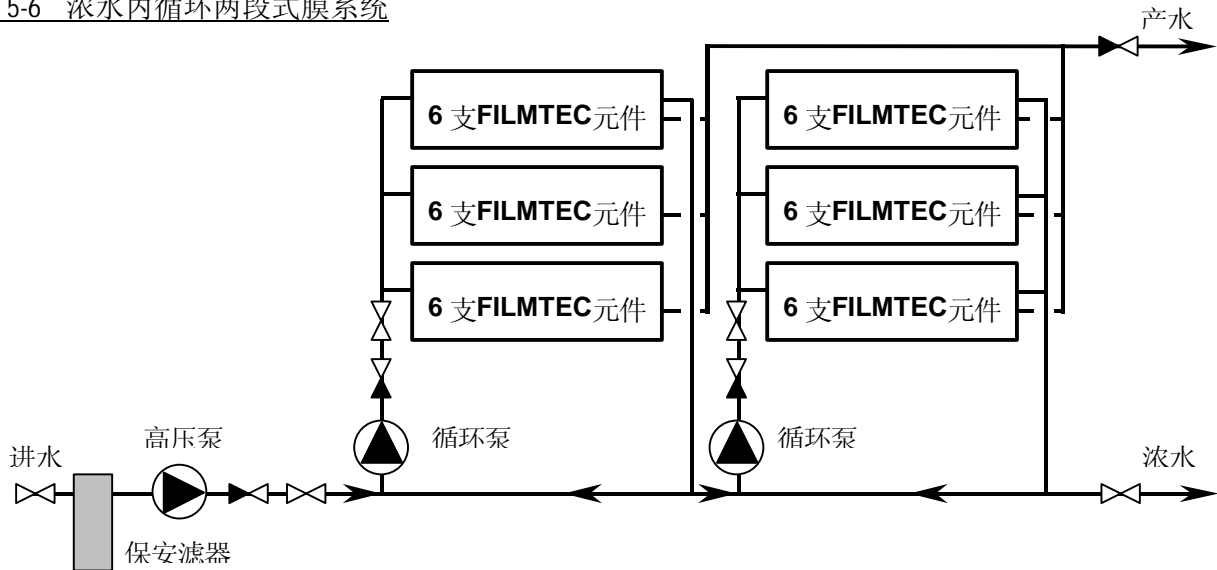 5-6 浓水内循环两段式膜系统
产水
6 支FILMTEC元件
6 支FILMTEC元件
6 支FILMTEC元件
6 支FILMTEC元件
6 支FILMTEC元件
6 支FILMTEC元件
高压泵
循环泵
循环泵
进水
浓水
保安滤器